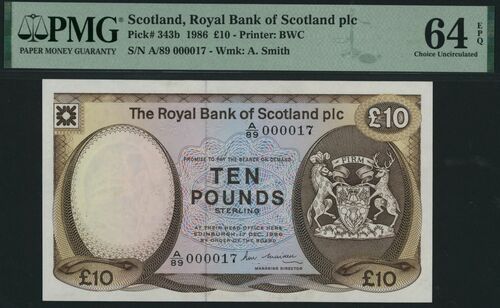 PMG
PAPER MONEY GUARANTY
Scotland, Royal Bank of Scotland plc
Pick# 343b 1986 £10 - Printer: BWC
S/N A/89 000017 - Wmk: A. Smith
64 EPQ
Choice Uncirculated
The Royal Bank of Scotland plc
£10
A/89 000017
PROMISE TO PAY THE BEARER ON DEMAND
TEN
POUNDS
STERLING
AT THEIR HEAD OFFICE HERE
EDINBURGH 17 DEC. 1986
BY ORDER OF THE BOARD
FIRM
A/89 000017
MANAGING DIRECTOR
£10
£10